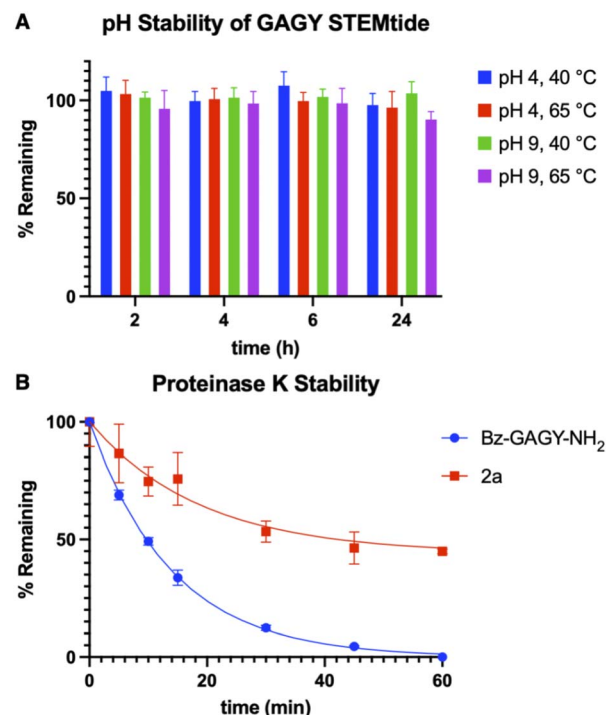 A
pH Stability of GAGY STEMtide
% Remaining
100
50
0
2
4
6
24
time (h)
pH 4, 40 °C
pH 4, 65 °C
pH 9, 40 °C
pH 9, 65 °C
B
Proteinase K Stability
% Remaining
100
50
0
0
20
40
60
time (min)
Bz-GAGY-NH₂
2a